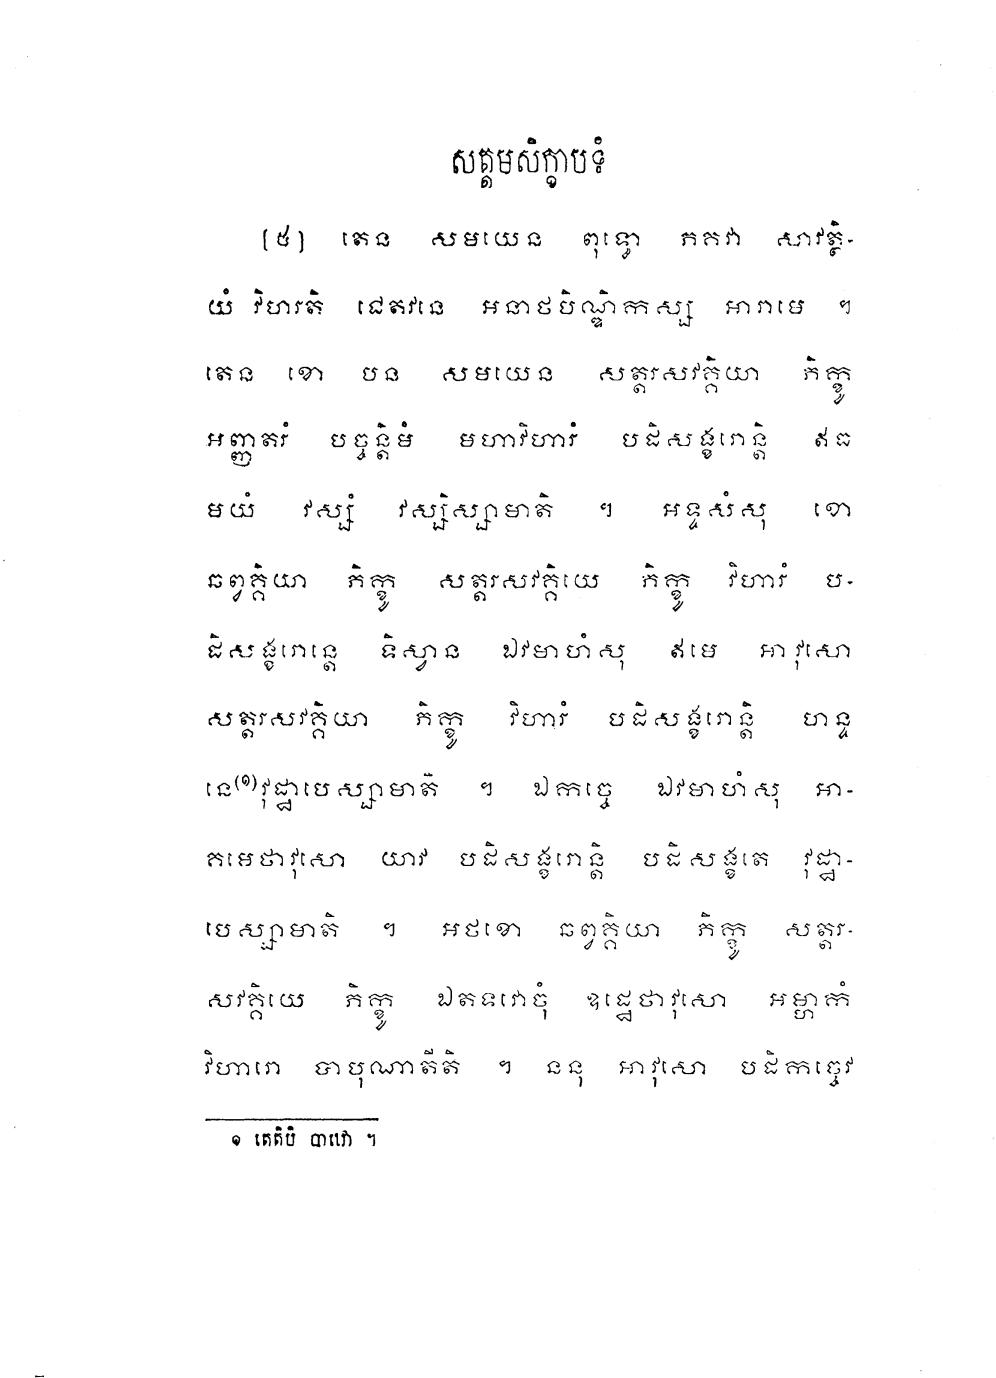 សត្តមសិក្ខាបទំ
[៥] តេន សមយេន ពុទ្ធោ ភគវា សាវត្ថិ-
យំ វិហរតិ ជេតវនេ អនាថបិណ្ឌិកស្ស អារាមេ ។
តេន ខោ បន សមយេន សត្តរសវគ្គិយា ភិក្ខូ
អញ្ញតរំ បច្ចន្តិមំ មហាវិហារំ បដិសង្ខរោន្តិ ឥធ
មយំ វស្សំ វស្សិស្សាមាតិ ។ អទ្ទសំសុ ខោ
ឆព្វគ្គិយា ភិក្ខូ សត្តរសវគ្គិយេ ភិក្ខូ វិហារំ ប-
ដិសង្ខរោន្តេ ទិស្វាន ឯវមាហំសុ ឥមេ អាវុសោ
សត្តរសវគ្គិយា ភិក្ខូ វិហារំ បដិសង្ខរោន្តិ ហន្ទ
នេ(១)វុដ្ឋាបេស្សាមាតិ ។ ឯកច្ចេ ឯវមាហំសុ អា-
គមេថាវុសោ យាវ បដិសង្ខរោន្តិ បដិសង្ខតេ វុដ្ឋា-
បេស្សាមាតិ ។ អថខោ ឆព្វគ្គិយា ភិក្ខូ សត្តរ-
សវគ្គិយេ ភិក្ខូ ឯតទវោចុំ ឧដ្ឋេថាវុសោ អម្ហាកំ
វិហារោ បាបុណាតីតិ ។ ននុ អាវុសោ បដិកច្ចេវ
១ តេតិបិ បាឋោ ។